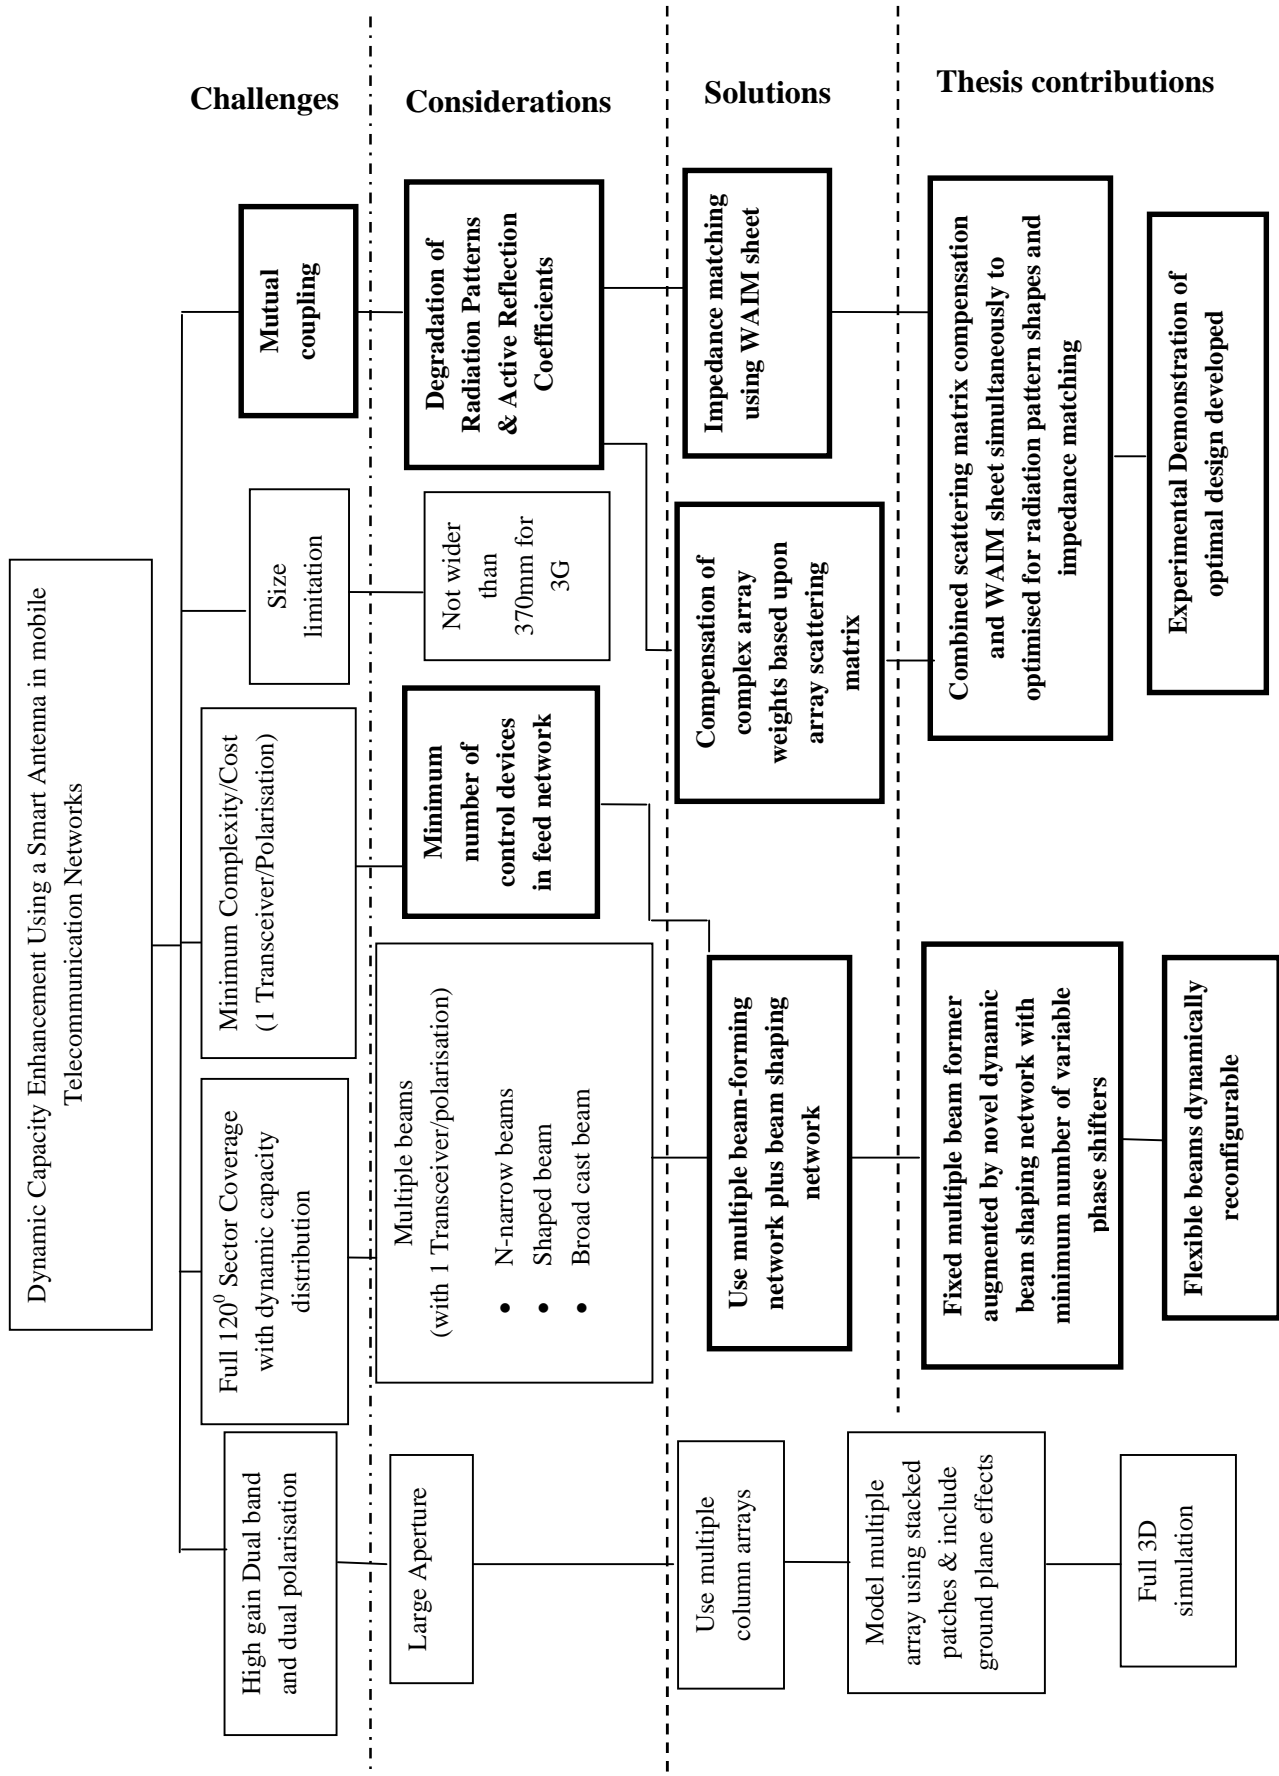 Dynamic Capacity Enhancement Using a Smart Antenna in mobile
Telecommunication Networks
Challenges
High gain Dual band
and dual polarisation
Full 120⁰ Sector Coverage
with dynamic capacity
distribution
Minimum Complexity/Cost
(1 Transceiver/Polarisation)
Size
limitation
Mutual
coupling
Considerations
Large Aperture
Multiple beams
(with 1 Transceiver/polarisation)
• N-narrow beams
• Shaped beam
• Broad cast beam
Minimum
number of
control devices
in feed network
Not wider
than
370mm for
3G
Degradation of
Radiation Patterns
& Active Reflection
Coefficients
Solutions
Use multiple
column arrays
Model multiple
array using stacked
patches & include
ground plane effects
Full 3D
simulation
Use multiple beam-forming
network plus beam shaping
network
Compensation of
complex array
weights based upon
array scattering
matrix
Impedance matching
using WAIM sheet
Thesis contributions
Fixed multiple beam former
augmented by novel dynamic
beam shaping network with
minimum number of variable
phase shifters
Flexible beams dynamically
reconfigurable
Combined scattering matrix compensation
and WAIM sheet simultaneously to
optimised for radiation pattern shapes and
impedance matching
Experimental Demonstration of
optimal design developed